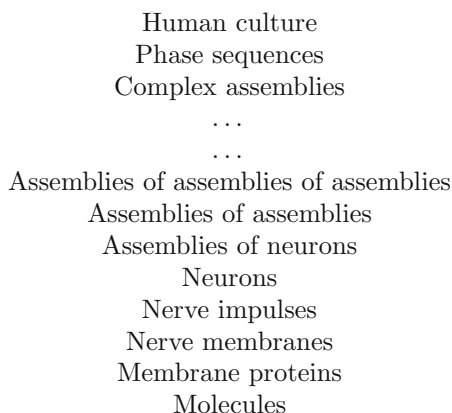 Human culture
Phase sequences
Complex assemblies
...
...
Assemblies of assemblies of assemblies
Assemblies of assemblies
Assemblies of neurons
Neurons
Nerve impulses
Nerve membranes
Membrane proteins
Molecules